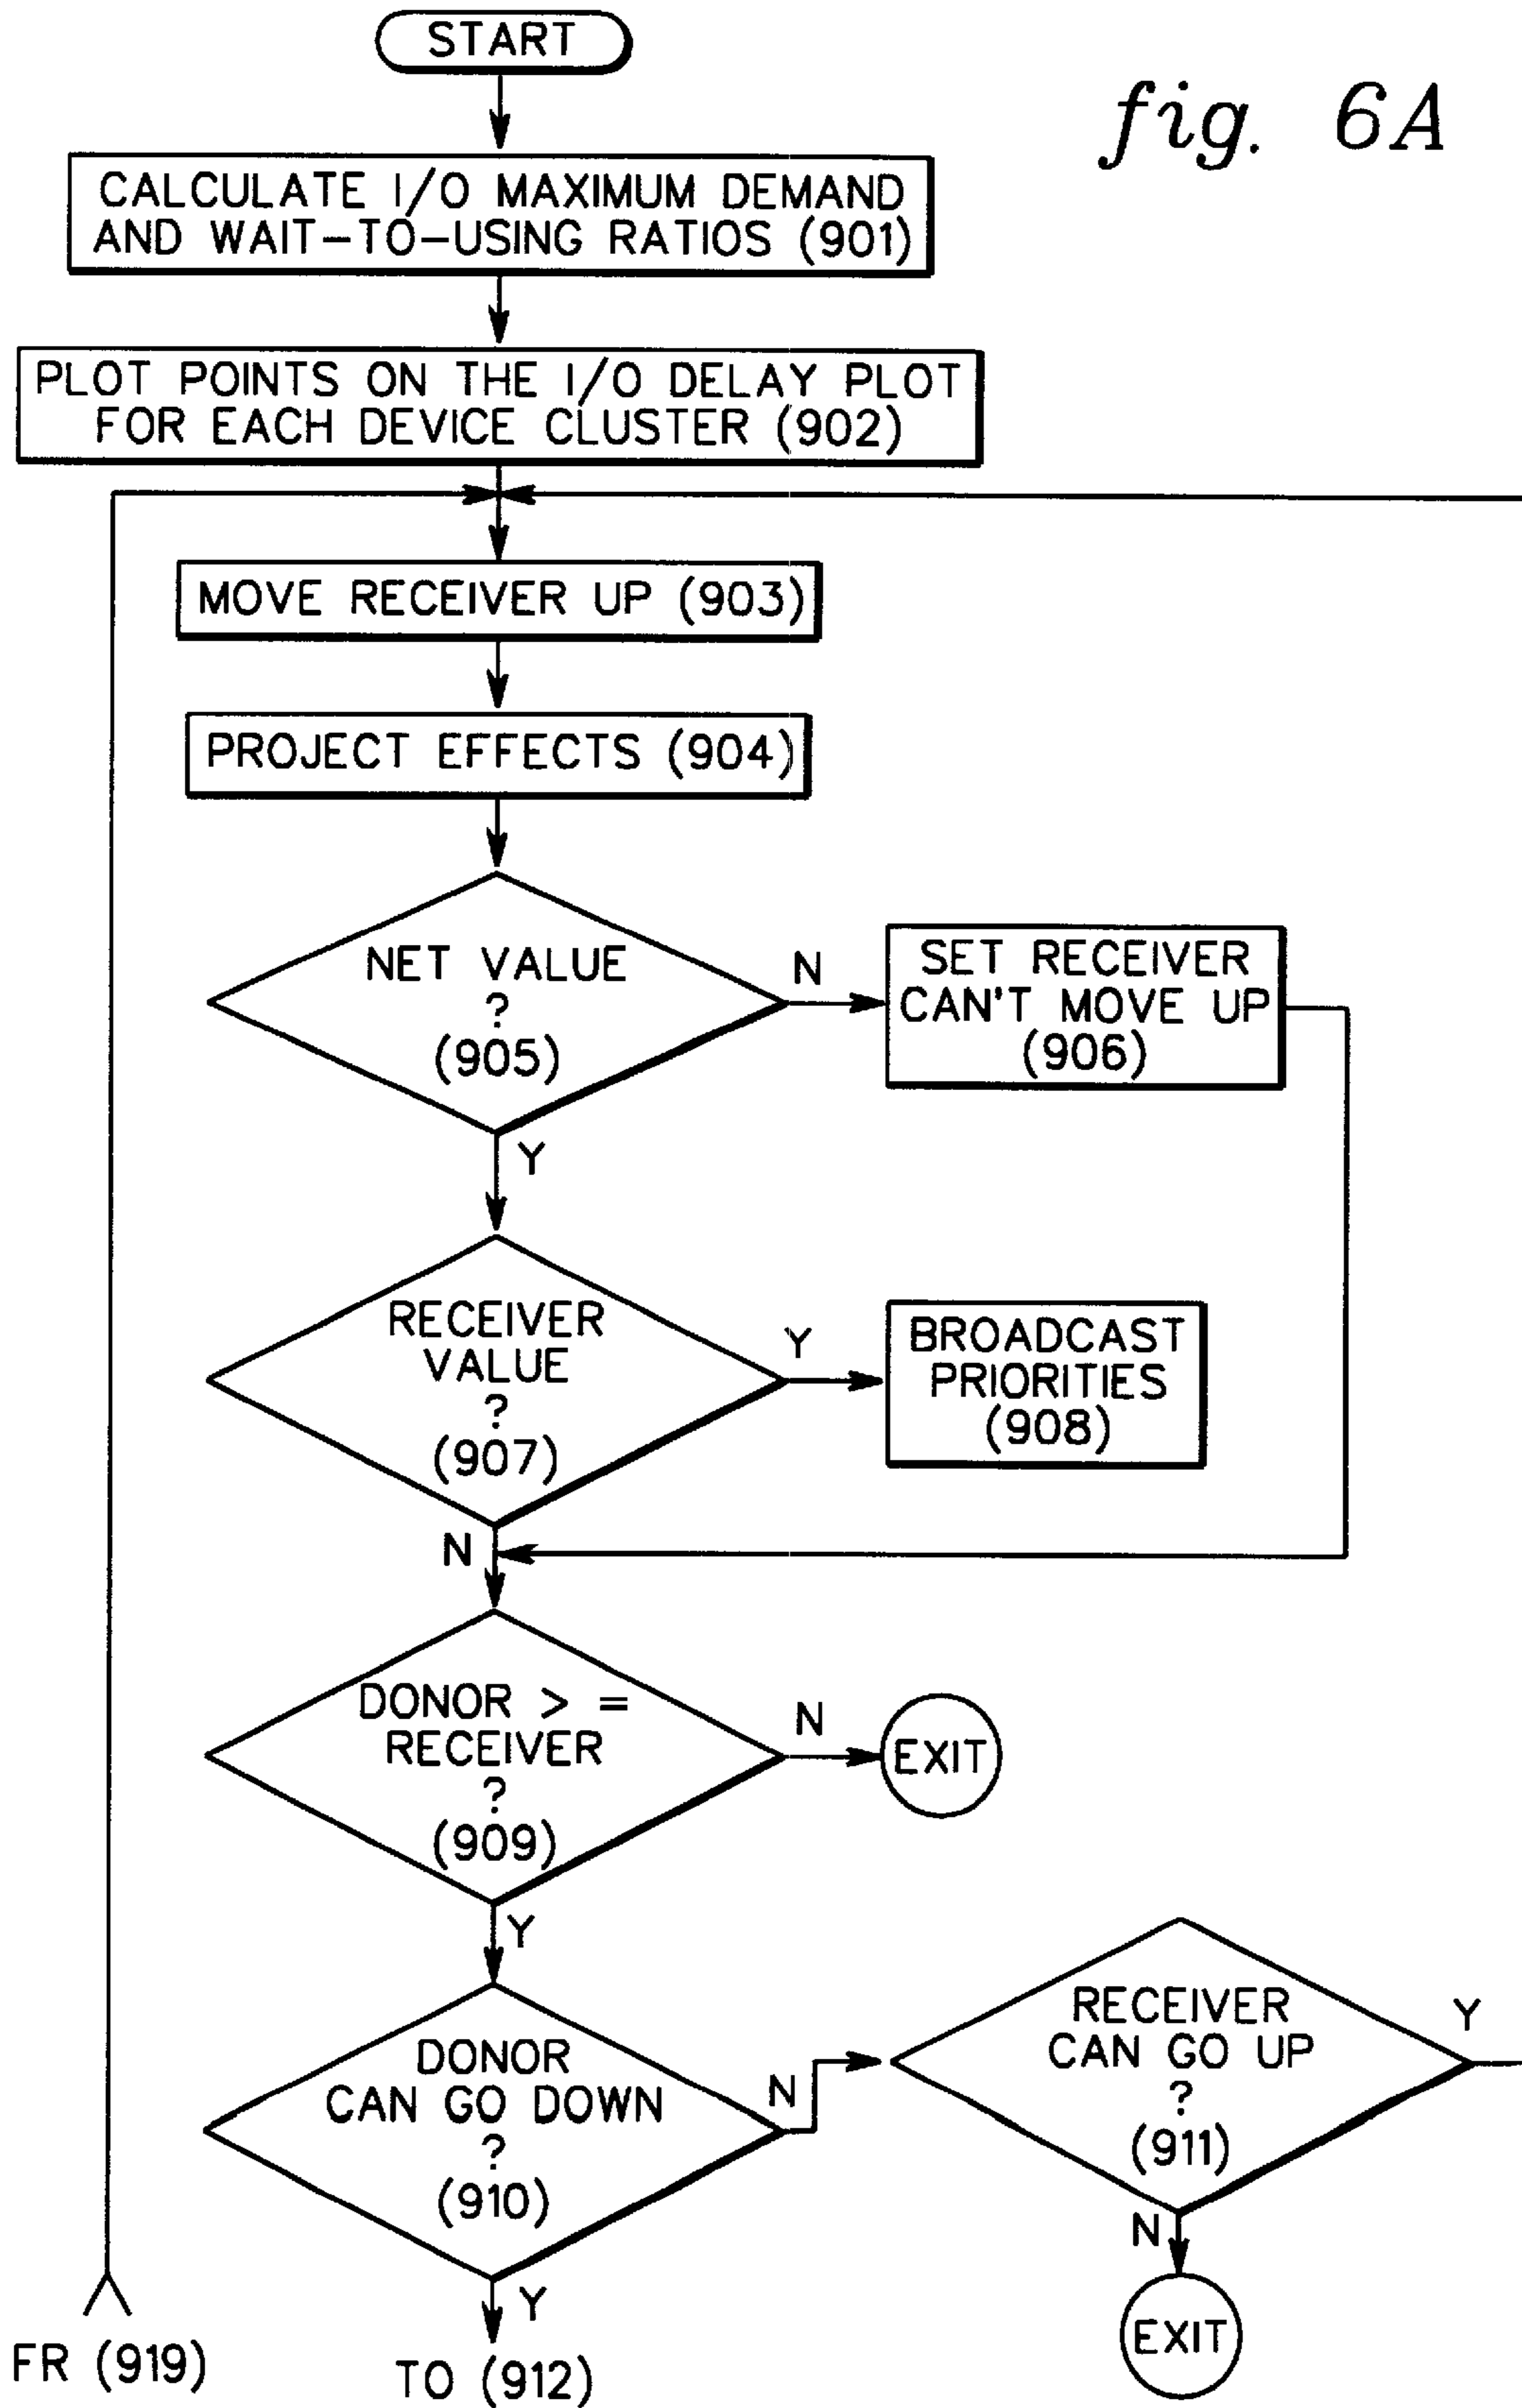 START
fig. 6A
CALCULATE I/O MAXIMUM DEMAND
AND WAIT-TO-USING RATIOS (901)
PLOT POINTS ON THE I/O DELAY PLOT
FOR EACH DEVICE CLUSTER (902)
MOVE RECEIVER UP (903)
PROJECT EFFECTS (904)
NET VALUE
?
(905)
N
SET RECEIVER
CAN'T MOVE UP
(906)
Y
RECEIVER
VALUE
?
(907)
Y
BROADCAST
PRIORITIES
(908)
N
DONOR > =
RECEIVER
?
(909)
N
EXIT
Y
DONOR
CAN GO DOWN
?
(910)
N
RECEIVER
CAN GO UP
?
(911)
Y
N
EXIT
Y
FR (919)
TO (912)